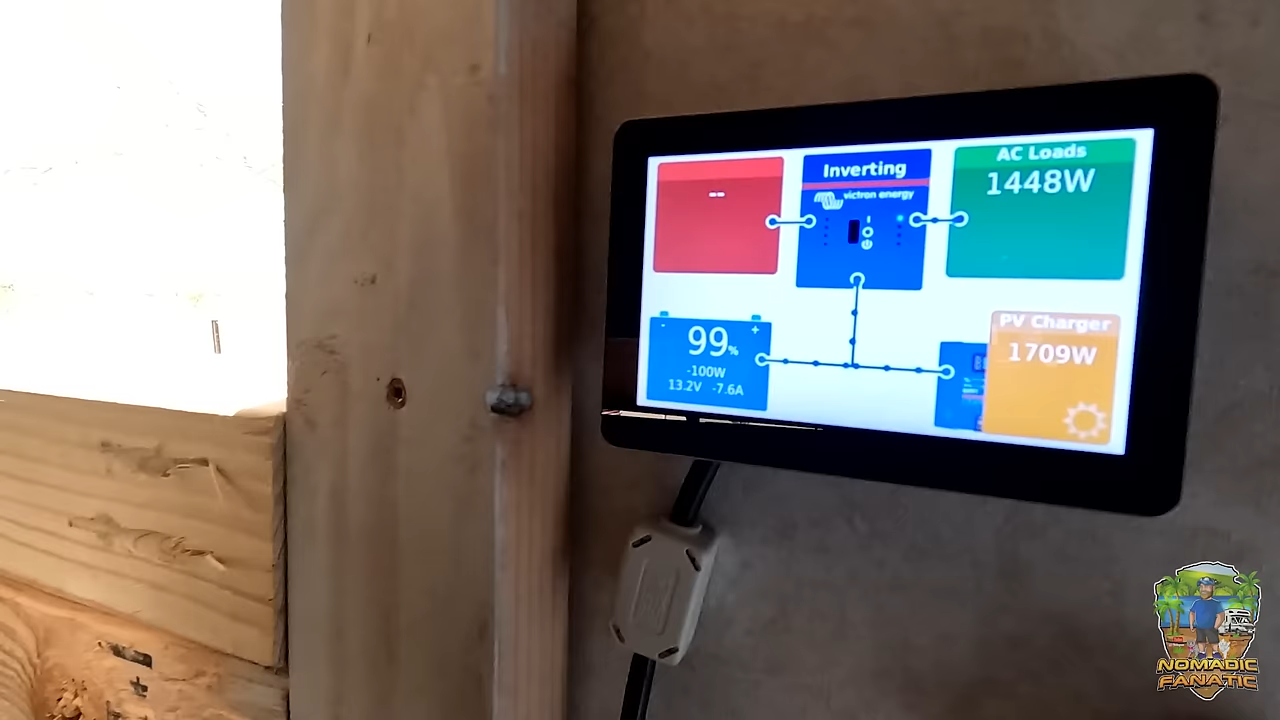 --
Inverting
victron energy
AC Loads
1448W
99%
-100W
13.2V -7.6A
PV Charger
1709W
NOMADIC
FANATIC